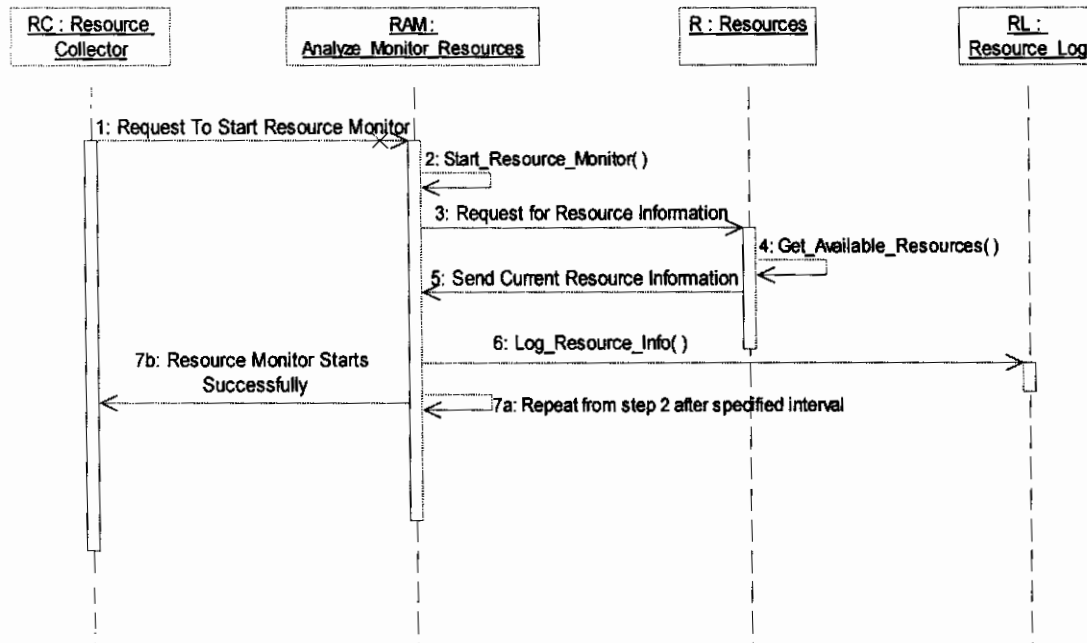 RC : Resource
Collector
RAM :
Analyze_Monitor_Resources
R : Resources
RL :
Resource_Log
1: Request To Start Resource Monitor
2: Start_Resource_Monitor( )
3: Request for Resource Information
4: Get_Available_Resources( )
5: Send Current Resource Information
6: Log_Resource_Info( )
7b: Resource Monitor Starts
Successfully
7a: Repeat from step 2 after specified interval